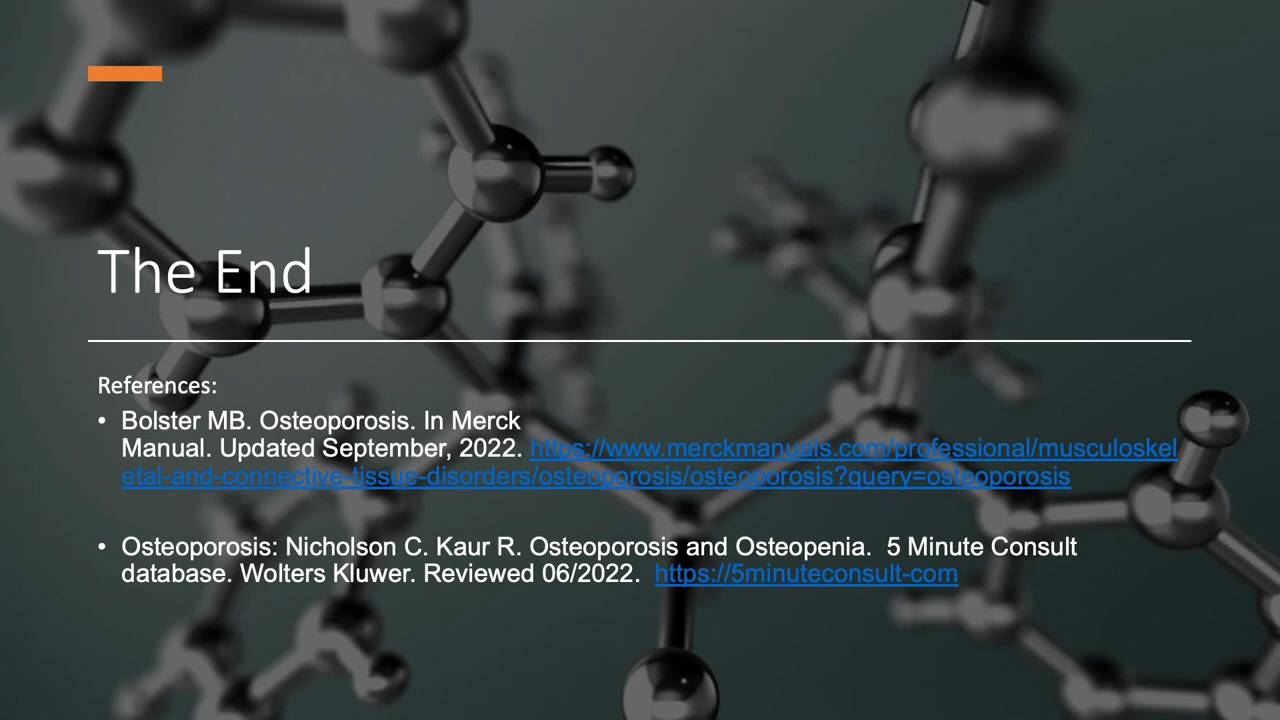 The End
References:
• Bolster MB. Osteoporosis. In Merck
Manual. Updated September, 2022. https://www.merckmanuals.com/professional/musculoskel
etal-and-connective-tissue-disorders/osteoporosis/osteoporosis?query=osteoporosis
• Osteoporosis: Nicholson C. Kaur R. Osteoporosis and Osteopenia.  5 Minute Consult
database. Wolters Kluwer. Reviewed 06/2022.  https://5minuteconsult-com